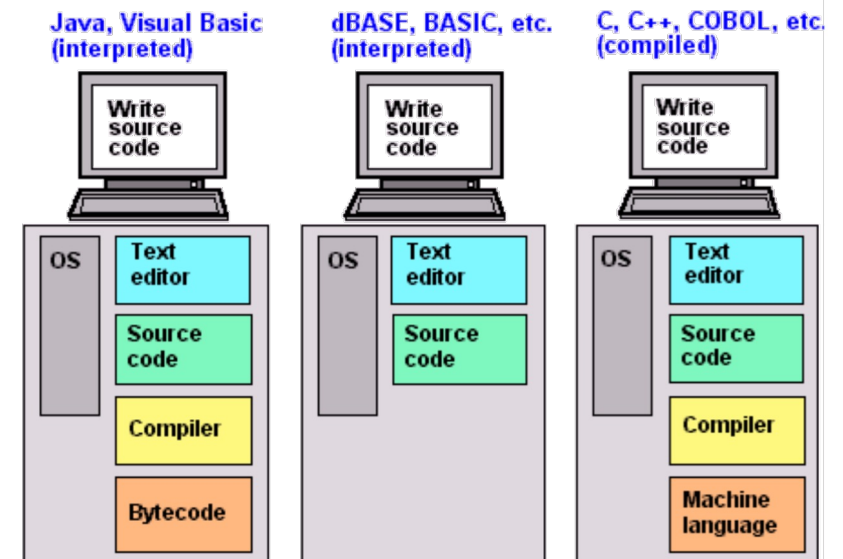 Java, Visual Basic
(interpreted)
Write
source
code
OS
Text
editor
Source
code
Compiler
Bytecode
dBASE, BASIC, etc.
(interpreted)
Write
source
code
OS
Text
editor
Source
code
C, C++, COBOL, etc.
(compiled)
Write
source
code
OS
Text
editor
Source
code
Compiler
Machine
language